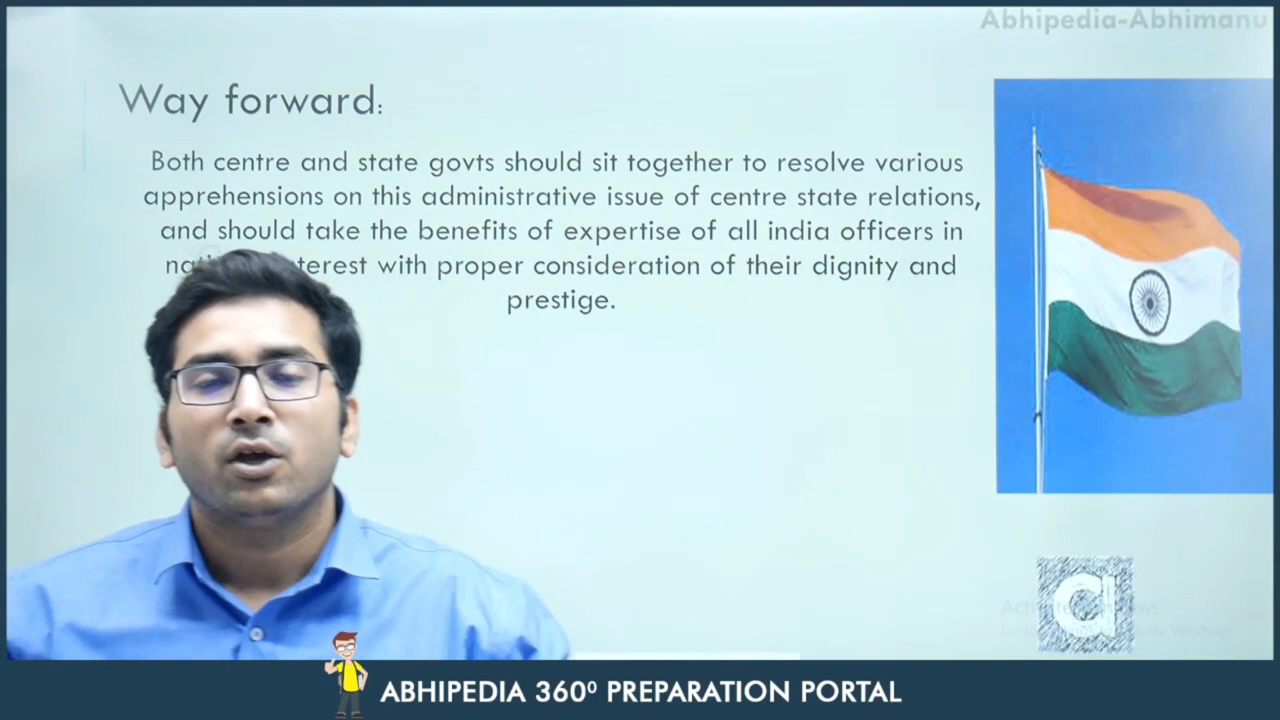 Abhipedia-Abhimanu
Way forward:
Both centre and state govts should sit together to resolve various
apprehensions on this administrative issue of centre state relations,
and should take the benefits of expertise of all india officers in
interest with proper consideration of their dignity and
prestige.
a
ABHIPEDIA 360⁰ PREPARATION PORTAL